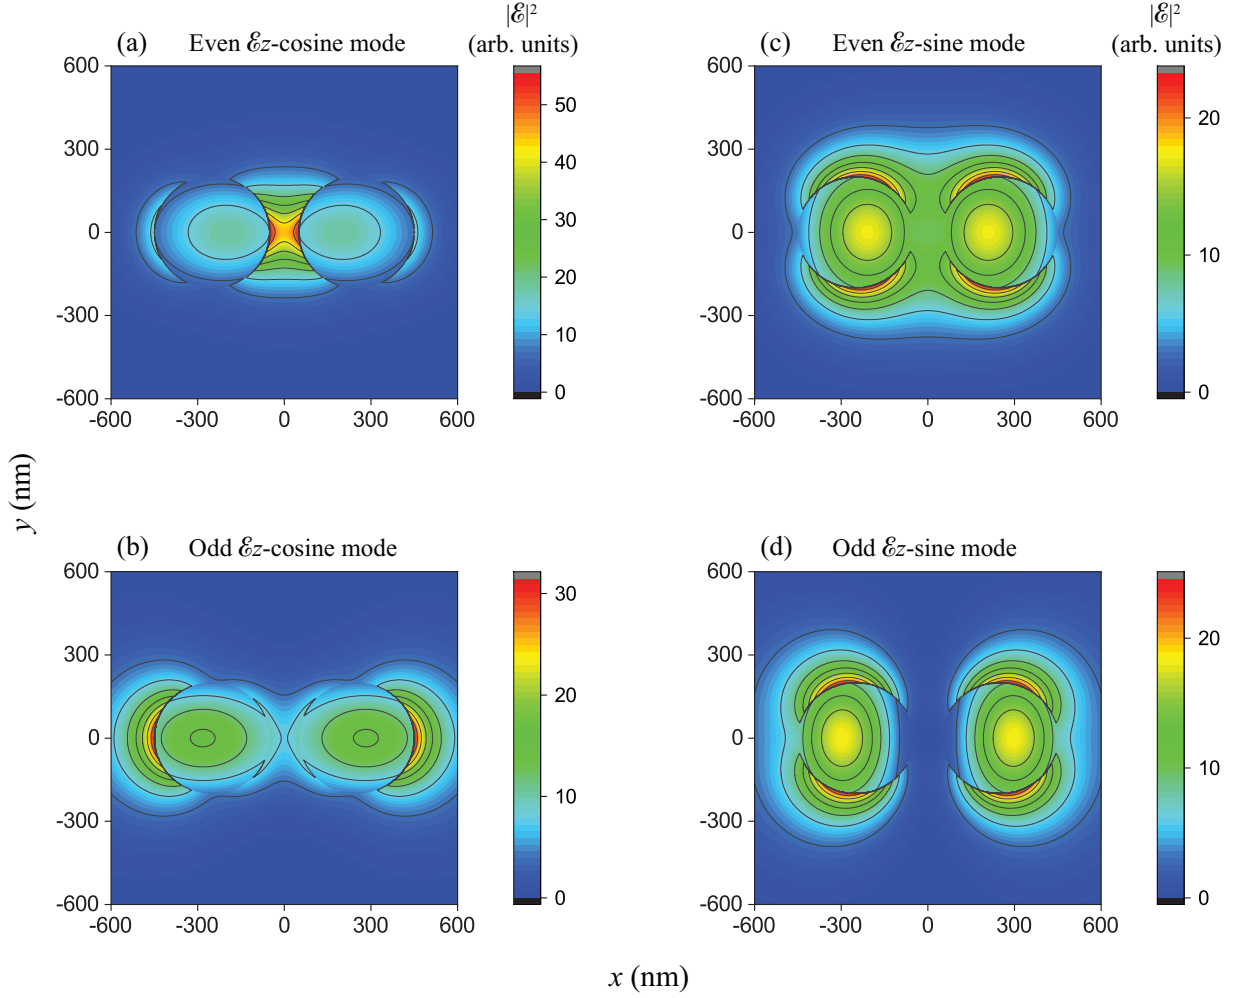 |ℰ|²
(arb. units)
(a) Even ℰz-cosine mode
600
300
0
-300
-600
-600 -300 0 300 600
50
40
30
20
10
0
|ℰ|²
(arb. units)
(c) Even ℰz-sine mode
600
300
0
-300
-600
-600 -300 0 300 600
20
10
0
y (nm)
(b) Odd ℰz-cosine mode
600
300
0
-300
-600
-600 -300 0 300 600
30
20
10
0
(d) Odd ℰz-sine mode
600
300
0
-300
-600
-600 -300 0 300 600
20
10
0
x (nm)